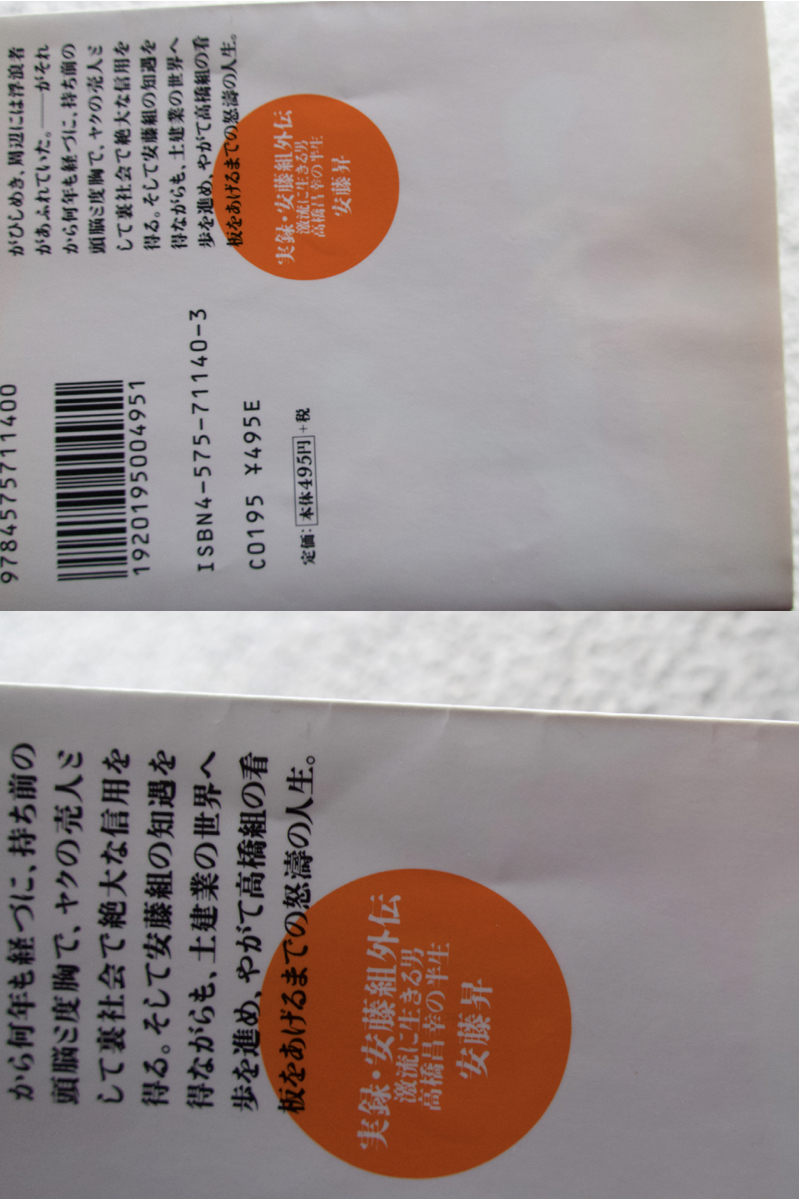 がひしめき、周辺には浮浪者
があふれていた。――がそれ
から何年も経づに、持ち前の
頭脳と度胸で、ヤクの売人と
して裏社会で絶大な信用を
得る。そして安藤組の知遇を
得ながらも、土建業の世界へ
歩を進め、やがて高橋組の看
板をあげるまでの怒濤の人生。
実録・安藤組外伝
激流に生きる男
高橋昌幸の半生
安藤昇
9784575711400
1920195004951
ISBN4-575-71140-3
C0195 ¥495E
定価:本体495円+税
から何年も経づに、持ち前の
頭脳と度胸で、ヤクの売人と
して裏社会で絶大な信用を
得る。そして安藤組の知遇を
得ながらも、土建業の世界へ
歩を進め、やがて高橋組の看
板をあげるまでの怒濤の人生。
実録・安藤組外伝
激流に生きる男
高橋昌幸の半生
安藤昇